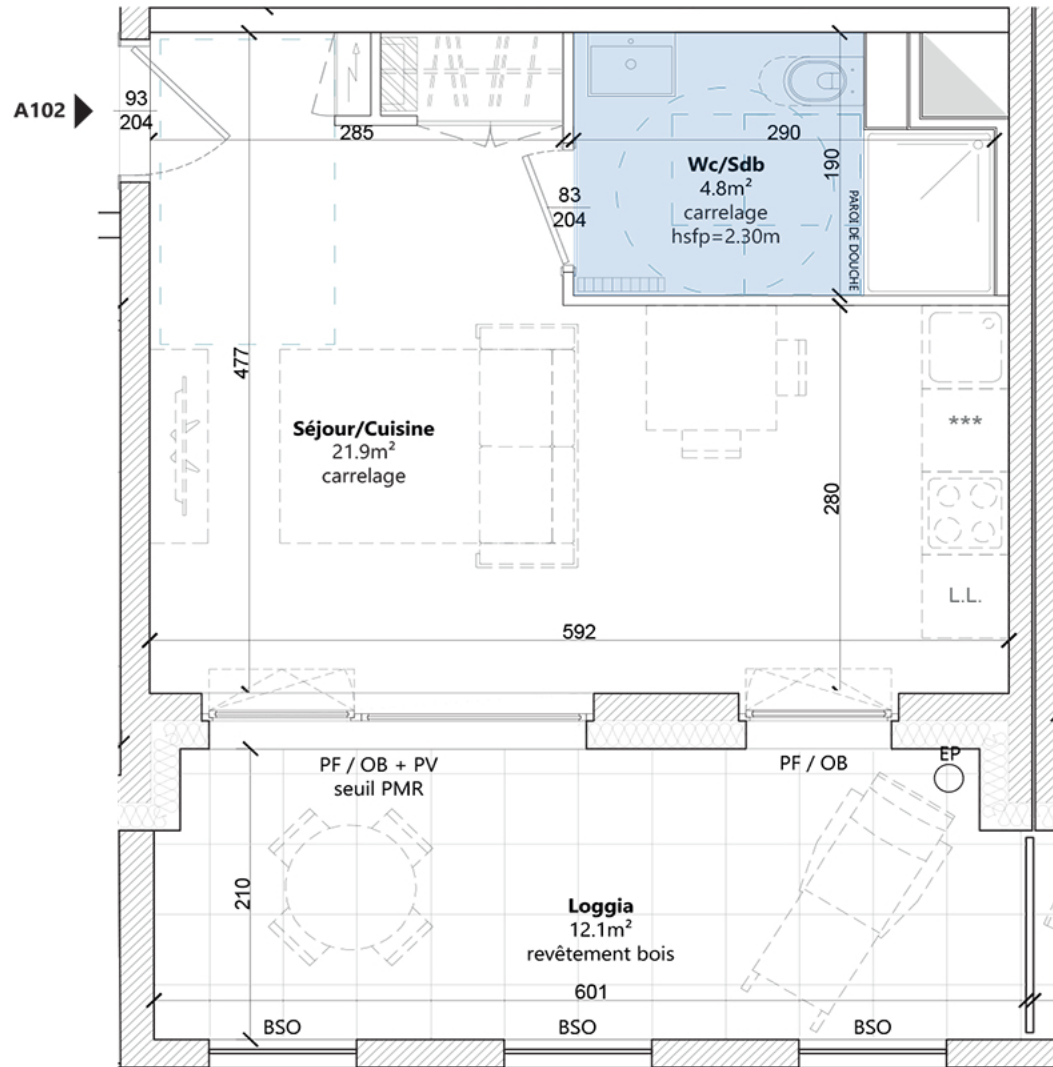 93
A102
204
285
290
190
Wc/Sdb
4.8m²
carrelage
hsfp=2.30m
83
204
PAROI DE DOUCHE
477
Séjour/Cuisine
21.9m²
carrelage
***
280
L.L.
592
PF / OB + PV
seuil PMR
PF / OB
EP
210
Loggia
12.1m²
revêtement bois
601
BSO
BSO
BSO